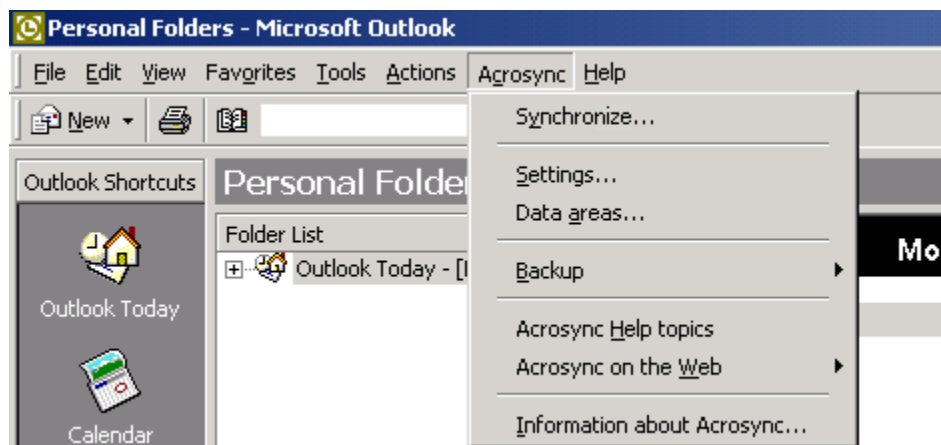 Personal Folders - Microsoft Outlook
File Edit View Favorites Tools Actions Acrosync Help
New
Synchronize...
Outlook Shortcuts
Personal Folde
Settings...
Data areas...
Folder List
Mo
Outlook Today - [
Backup
Outlook Today
Acrosync Help topics
Acrosync on the Web
Calendar
Information about Acrosync...